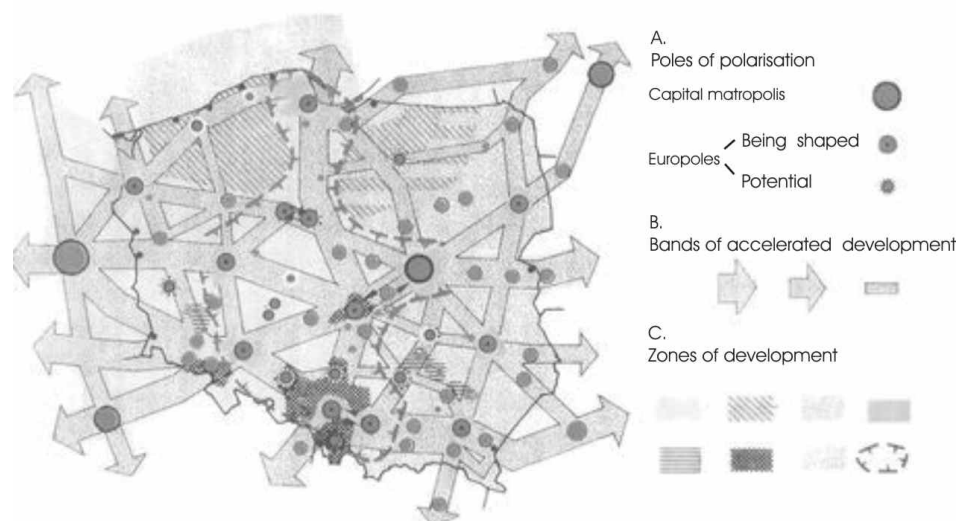 A.
Poles of polarisation
Capital matropolis
Europoles
Being shaped
Potential
B.
Bands of accelerated development
C.
Zones of development